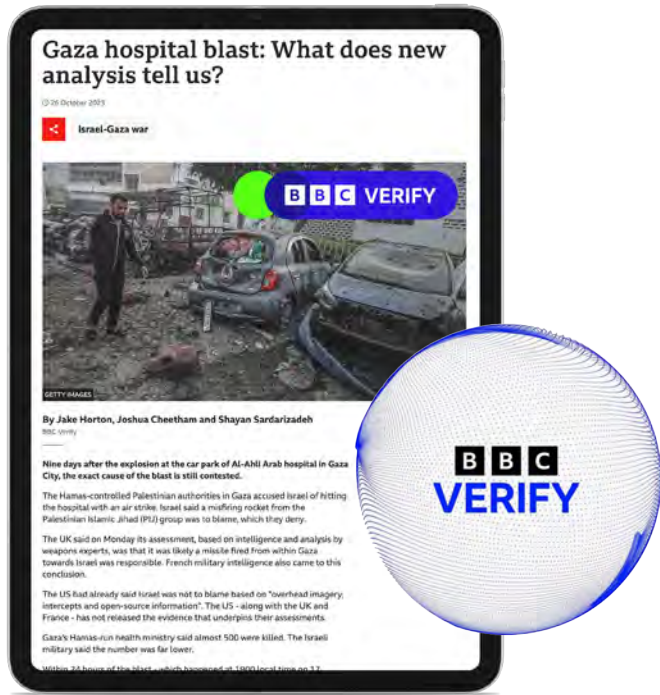 Gaza hospital blast: What does new
analysis tell us?
26 October 2023
Israel-Gaza war
BBC VERIFY
GETTY IMAGES
By Jake Horton, Joshua Cheetham and Shayan Sardarizadeh
BBC Verify
Nine days after the explosion at the car park of Al-Ahli Arab hospital in Gaza
City, the exact cause of the blast is still contested.
The Hamas-controlled Palestinian authorities in Gaza accused Israel of hitting
the hospital with an air strike. Israel said a misfiring rocket from the
Palestinian Islamic Jihad (PIJ) group was to blame, which they deny.
The UK said on Monday its assessment, based on intelligence and analysis by
weapons experts, was that it was likely a missile fired from within Gaza
towards Israel was responsible. French military intelligence also came to this
conclusion.
The US had already said Israel was not to blame based on "overhead imagery,
intercepts and open-source information". The US - along with the UK and
France - has not released the evidence that underpins their assessments.
Gaza's Hamas-run health ministry said almost 500 were killed. The Israeli
military said the number was far lower.
Within 24 hours of the blast - which happened at 1900 local time on 17
BBC
VERIFY